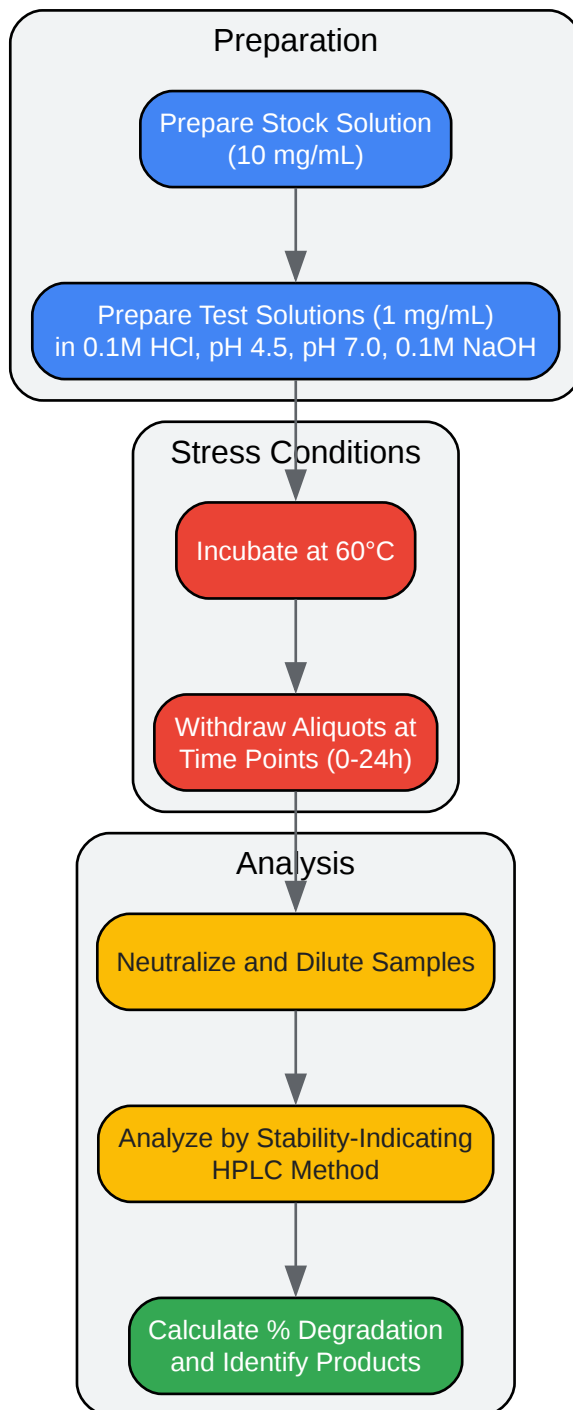 Preparation
Prepare Stock Solution
(10 mg/mL)
Prepare Test Solutions (1 mg/mL)
in 0.1M HCl, pH 4.5, pH 7.0, 0.1M NaOH
Stress Conditions
Incubate at 60°C
Withdraw Aliquots at
Time Points (0-24h)
Analysis
Neutralize and Dilute Samples
Analyze by Stability-Indicating
HPLC Method
Calculate % Degradation
and Identify Products